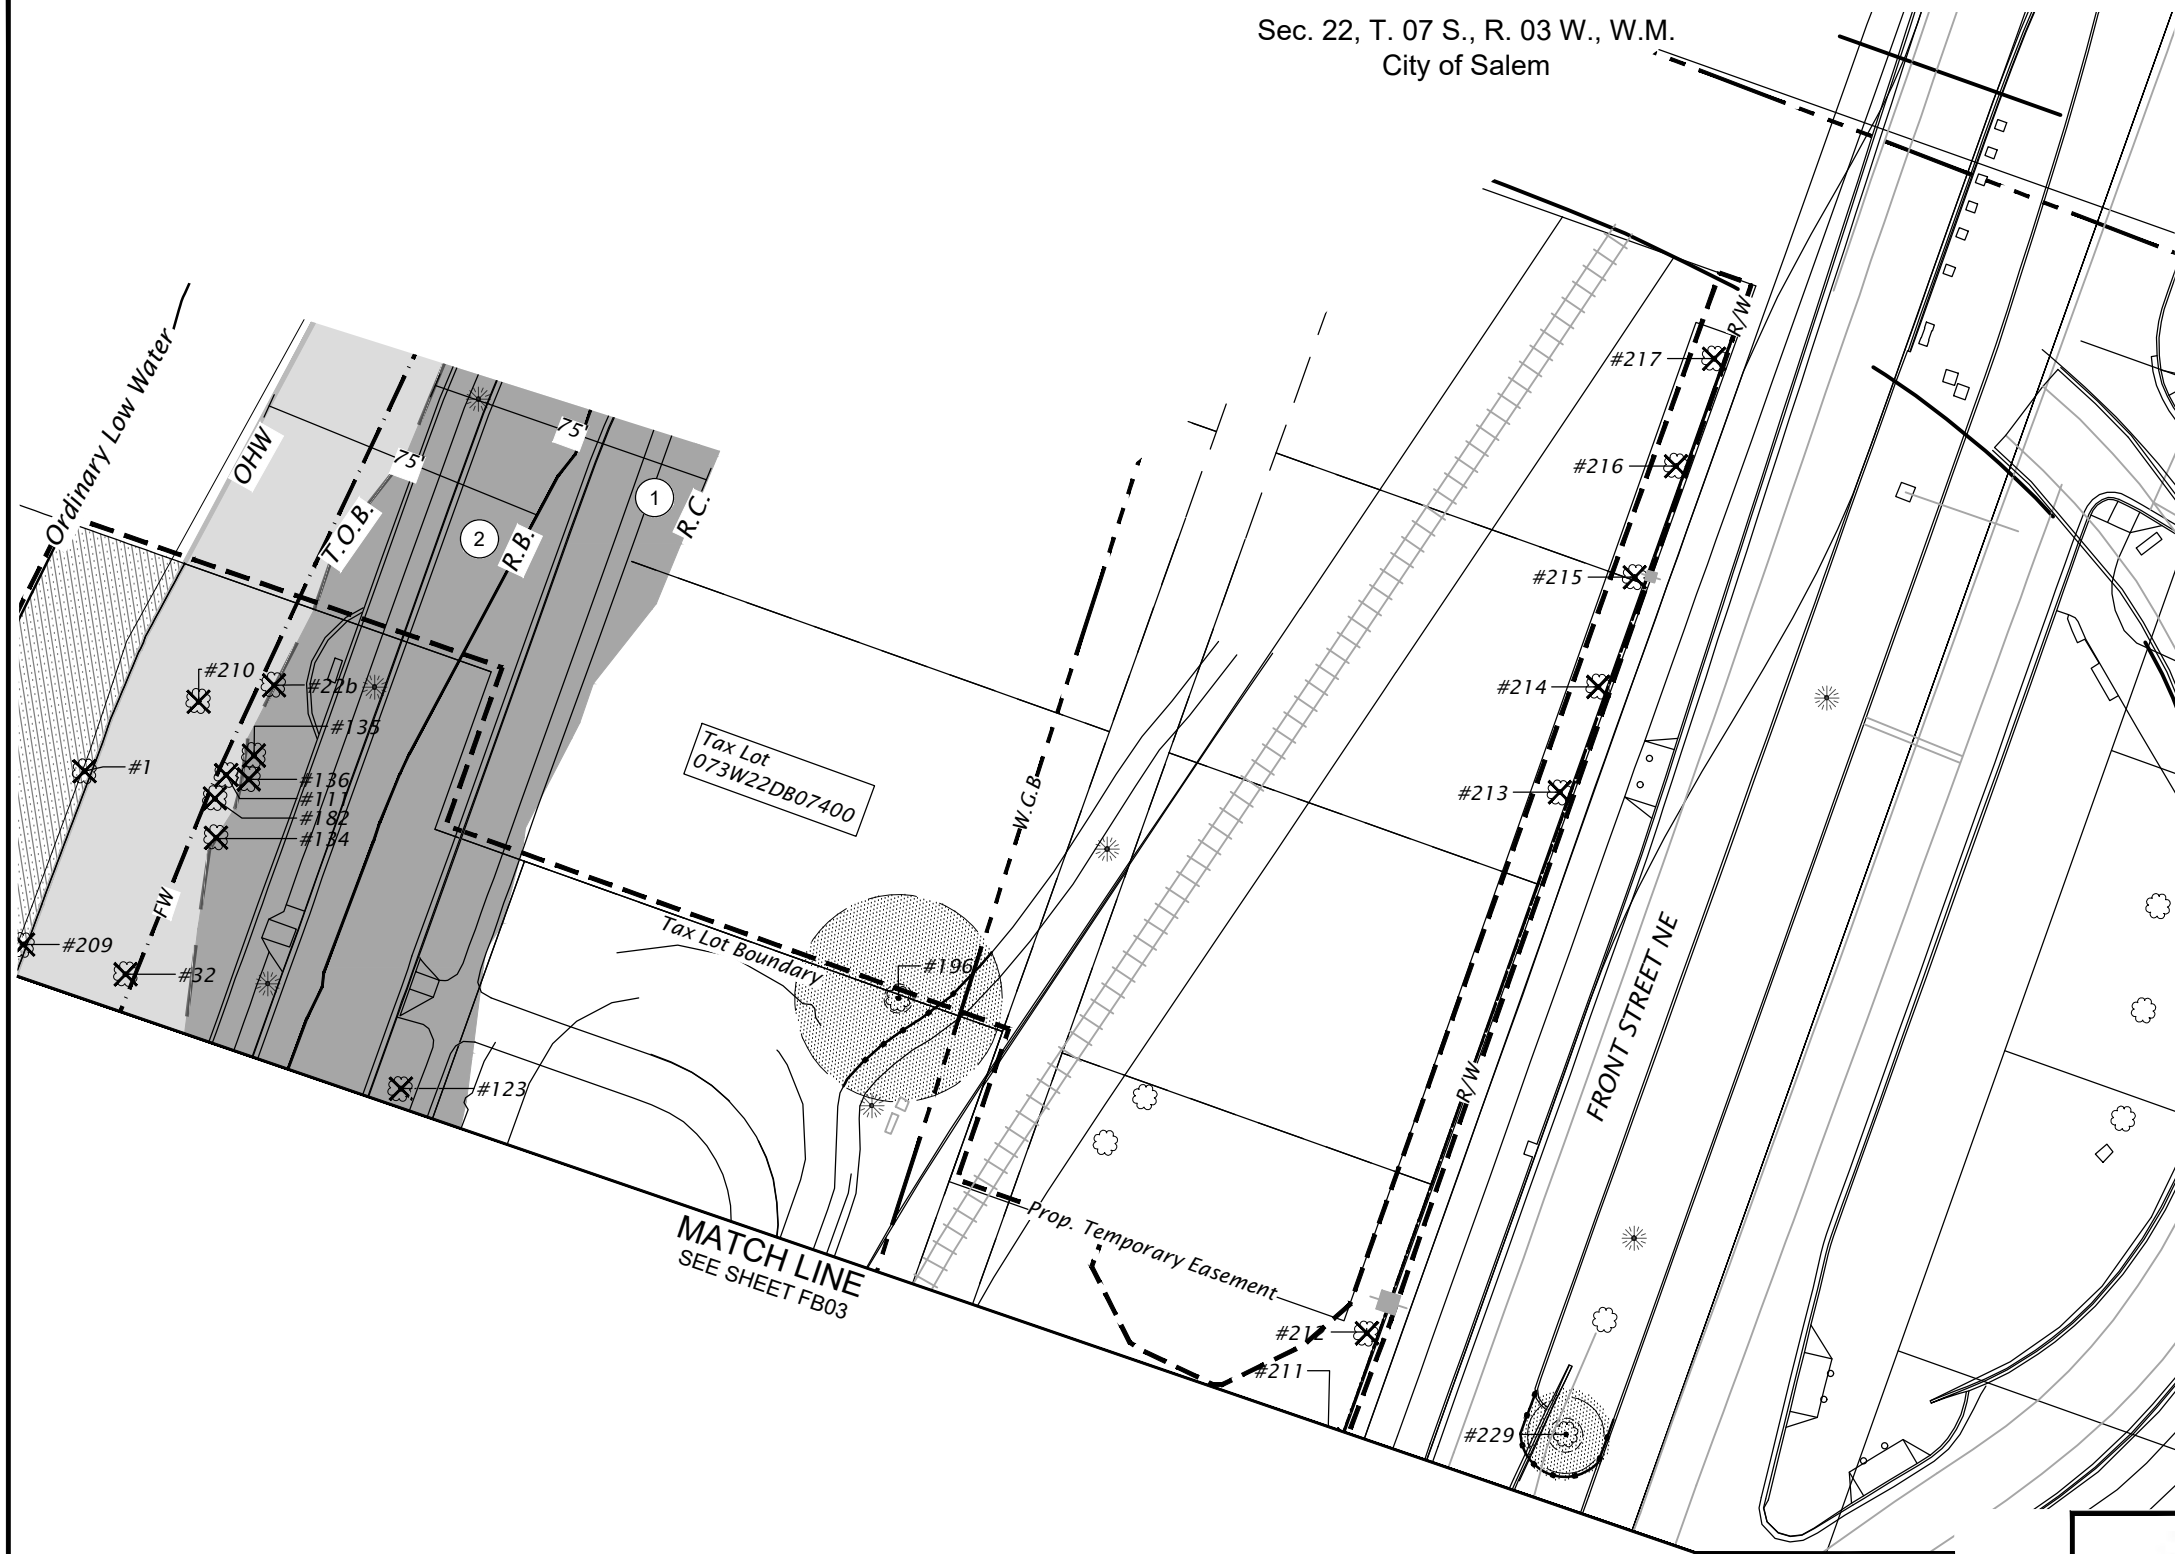 Sec. 22, T. 07 S., R. 03 W., W.M.
City of Salem
R/W
#217
Ordinary Low Water
75
OHW
75
#216
1
R.C.
T.O.B.
2
R.B.
#215
#210
#22b
#214
#135
Tax Lot
073W22DB07400
#1
#136
#111
#182
#134
W.G.B
#213
FW
Tax Lot Boundary
#209
#196
#32
FRONT STREET NE
R/W
#123
Prop. Temporary Easement
MATCH LINE
SEE SHEET FB03
#212
#211
#229